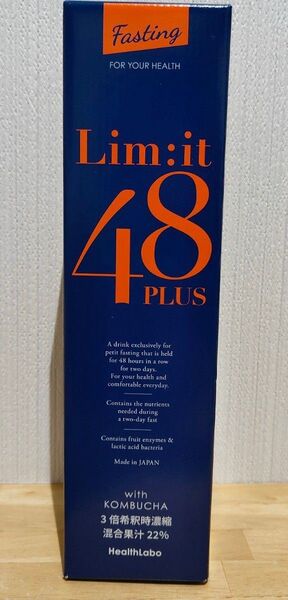 Fasting
FOR YOUR HEALTH
Lim:it
48
PLUS
A drink exclusively for
petit fasting that is held
for 48 hours in a row
for two days.
For your health and
comfortable everyday.
Contains the nutrients
needed during
a two-day fast
Contains fruit enzymes &
lactic acid bacteria
Made in JAPAN
with
KOMBUCHA
3倍希釈時濃縮
混合果汁22%
HealthLabo